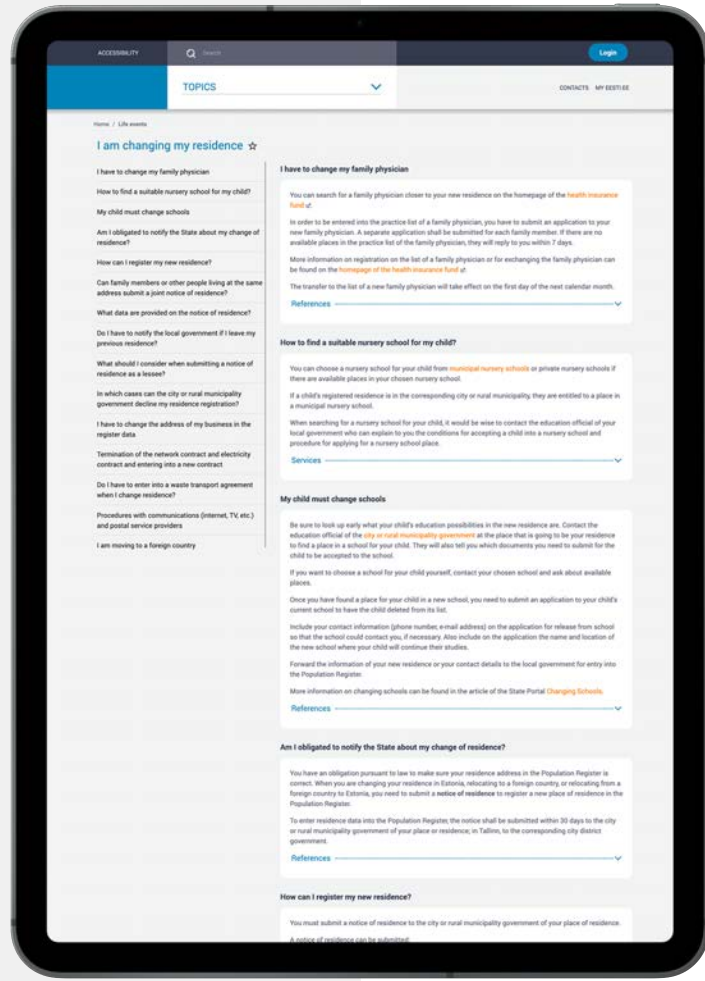 ACCESSIBILITY
Search
Login
TOPICS
CONTACTS MY EESTI.EE
Home / Life events
I am changing my residence
I have to change my family physician
How to find a suitable nursery school for my child?
My child must change schools
Am I obligated to notify the State about my change of
residence?
How can I register my new residence?
Can family members or other people living at the same
address submit a joint notice of residence?
What data are provided on the notice of residence?
Do I have to notify the local government if I leave my
previous residence?
What should I consider when submitting a notice of
residence as a lessee?
In which cases can the city or rural municipality
government decline my residence registration?
I have to change the address of my business in the
register data
Termination of the network contract and electricity
contract and entering into a new contract
Do I have to enter into a waste transport agreement
when I change residence?
Procedures with communications (internet, TV, etc.)
and postal service providers
I am moving to a foreign country
I have to change my family physician
You can search for a family physician closer to your new residence on the homepage of the health insurance
fund
In order to be entered into the practice list of a family physician, you have to submit an application to your
new family physician. A separate application shall be submitted for each family member. If there are no
available places in the practice list of the family physician, they will reply to you within 7 days.
More information on registration on the list of a family physician or for exchanging the family physician can
be found on the homepage of the health insurance fund
The transfer to the list of a new family physician will take effect on the first day of the next calendar month.
References
How to find a suitable nursery school for my child?
You can choose a nursery school for your child from municipal nursery schools or private nursery schools if
there are available places in your chosen nursery school.
If a child's registered residence is in the corresponding city or rural municipality, they are entitled to a place in
a municipal nursery school.
When searching for a nursery school for your child, it would be wise to contact the education official of your
local government who can explain to you the conditions for accepting a child into a nursery school and
procedure for applying for a nursery school place.
Services
My child must change schools
Be sure to look up early what your child's education possibilities in the new residence are. Contact the
education official of the city or rural municipality government at the place that is going to be your residence
to find a place in a school for your child. They will also tell you which documents you need to submit for the
child to be accepted to the school.
If you want to choose a school for your child yourself, contact your chosen school and ask about available
places.
Once you have found a place for your child in a new school, you need to submit an application to your child's
current school to have the child deleted from its list.
Include your contact information (phone number, e-mail address) on the application for release from school
so that the school could contact you, if necessary. Also include on the application the name and location of
the new school where your child will continue their studies.
Forward the information of your new residence or your contact details to the local government for entry into
the Population Register.
More information on changing schools can be found in the article of the State Portal Changing Schools.
References
Am I obligated to notify the State about my change of residence?
You have an obligation pursuant to law to make sure your residence address in the Population Register is
correct. When you are changing your residence in Estonia, relocating to a foreign country, or relocating from a
foreign country to Estonia, you need to submit a notice of residence to register a new place of residence in the
Population Register.
To enter residence data into the Population Register, the notice shall be submitted within 30 days to the city
or rural municipality government of your place or residence; in Tallinn, to the corresponding city district
government.
References
How can I register my new residence?
You must submit a notice of residence to the city or rural municipality government of your place of residence.
A notice of residence can be submitted: